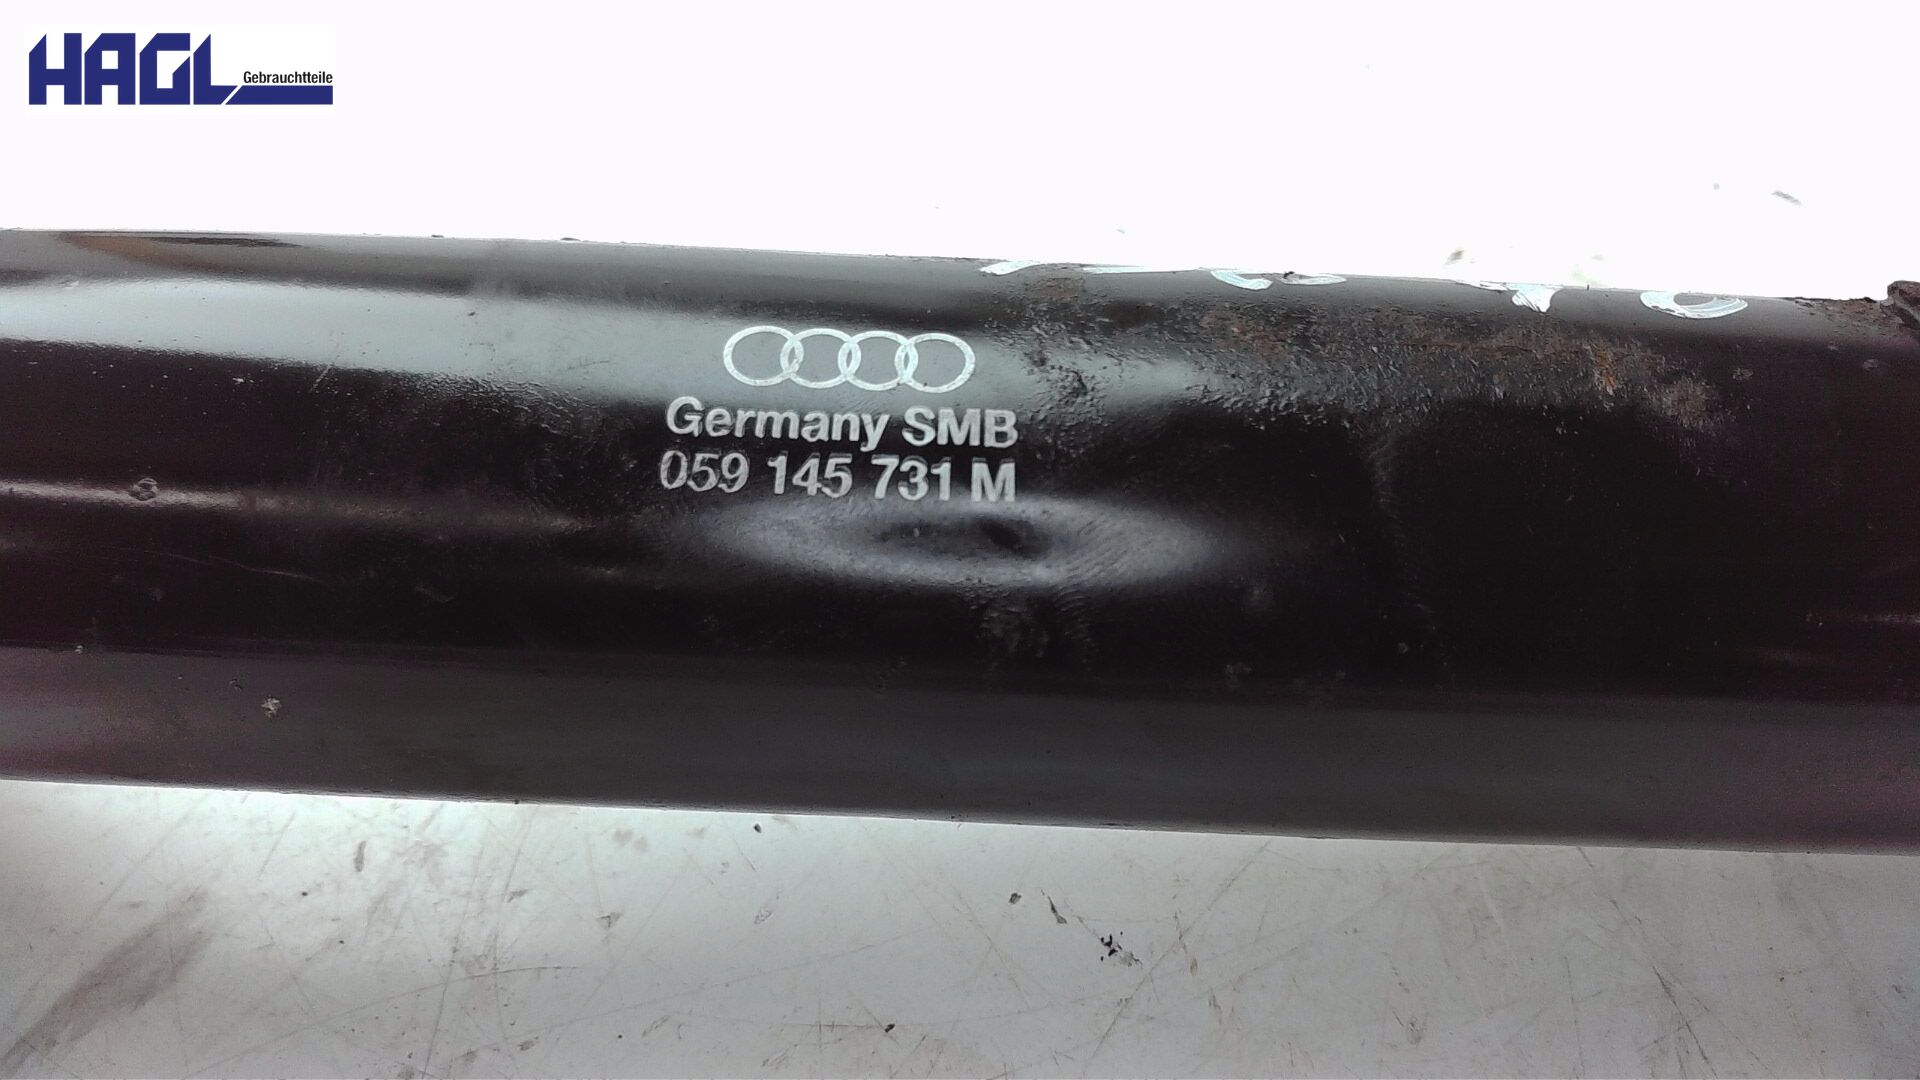 HAGL
Gebrauchtteile
Germany SMB
059 145 731 M